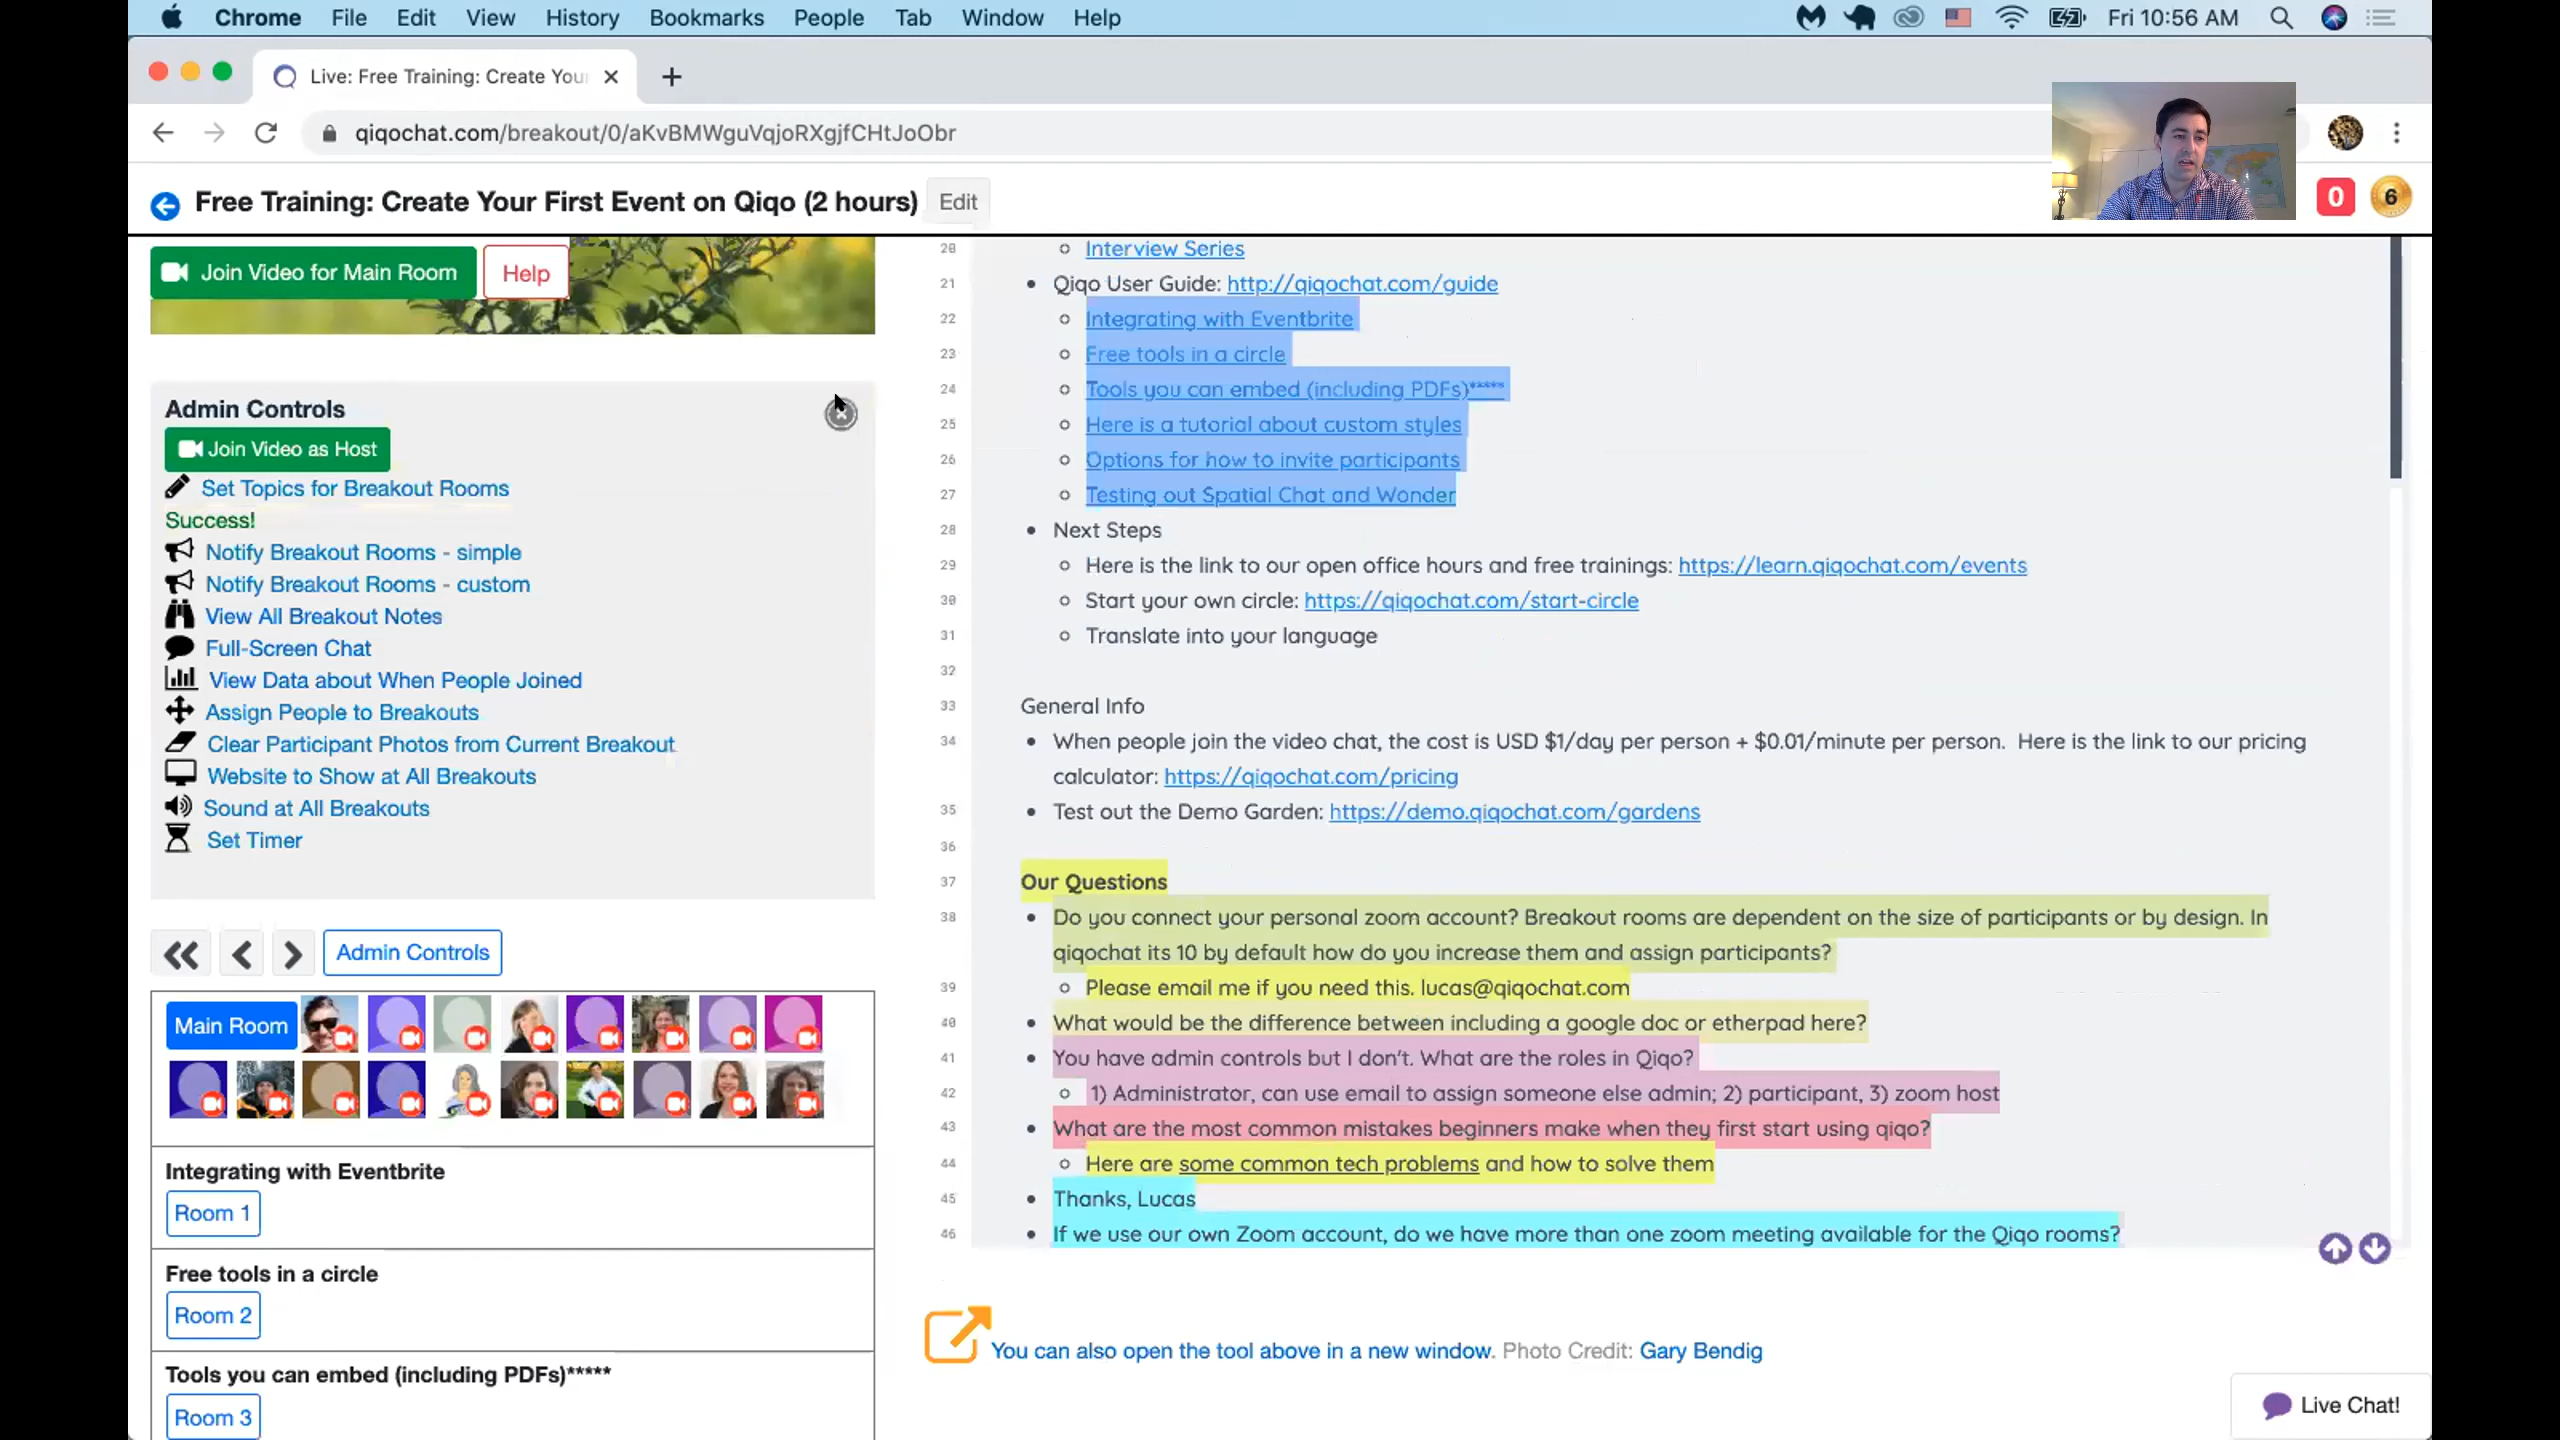 Chrome File Edit View History Bookmarks People Tab Window Help Fri 10:56 AM
Live: Free Training: Create Your
qiqochat.com/breakout/0/aKvBMWguVqjoRXgjfCHtJoObr
Free Training: Create Your First Event on Qiqo (2 hours) Edit
0 6
Join Video for Main Room Help
Admin Controls
Join Video as Host
Set Topics for Breakout Rooms
Success!
Notify Breakout Rooms - simple
Notify Breakout Rooms - custom
View All Breakout Notes
Full-Screen Chat
View Data about When People Joined
Assign People to Breakouts
Clear Participant Photos from Current Breakout
Website to Show at All Breakouts
Sound at All Breakouts
Set Timer
Admin Controls
Main Room
Integrating with Eventbrite
Room 1
Free tools in a circle
Room 2
Tools you can embed (including PDFs)*****
Room 3
20 Interview Series
21 Qiqo User Guide: http://qiqochat.com/guide
22 Integrating with Eventbrite
23 Free tools in a circle
24 Tools you can embed (including PDFs)*****
25 Here is a tutorial about custom styles
26 Options for how to invite participants
27 Testing out Spatial Chat and Wonder
28 Next Steps
29 Here is the link to our open office hours and free trainings: https://learn.qiqochat.com/events
30 Start your own circle: https://qiqochat.com/start-circle
31 Translate into your language
32
33 General Info
34 When people join the video chat, the cost is USD $1/day per person + $0.01/minute per person. Here is the link to our pricing
calculator: https://qiqochat.com/pricing
35 Test out the Demo Garden: https://demo.qiqochat.com/gardens
36
37 Our Questions
38 Do you connect your personal zoom account? Breakout rooms are dependent on the size of participants or by design. In
qiqochat its 10 by default how do you increase them and assign participants?
39 Please email me if you need this. lucas@qiqochat.com
40 What would be the difference between including a google doc or etherpad here?
41 You have admin controls but I don't. What are the roles in Qiqo?
42 1) Administrator, can use email to assign someone else admin; 2) participant, 3) zoom host
43 What are the most common mistakes beginners make when they first start using qiqo?
44 Here are some common tech problems and how to solve them
45 Thanks, Lucas
46 If we use our own Zoom account, do we have more than one zoom meeting available for the Qiqo rooms?
You can also open the tool above in a new window. Photo Credit: Gary Bendig
Live Chat!